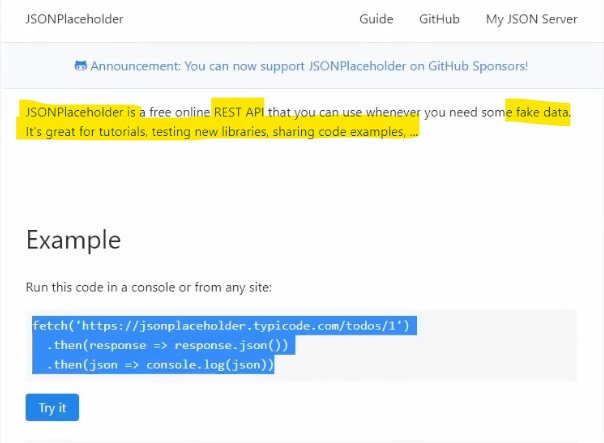 JSONPlaceholder Guide GitHub My JSON Server
Announcement: You can now support JSONPlaceholder on GitHub Sponsors!
JSONPlaceholder is a free online REST API that you can use whenever you need some fake data.
It's great for tutorials, testing new libraries, sharing code examples, ...
Example
Run this code in a console or from any site:
fetch('https://jsonplaceholder.typicode.com/todos/1')
  .then(response => response.json())
  .then(json => console.log(json))
Try it